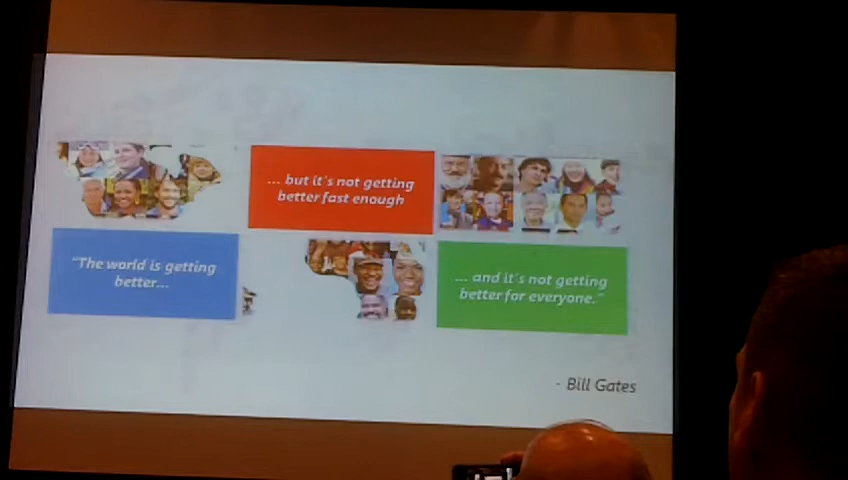 "The world is getting
better...
... but it's not getting
better fast enough
... and it's not getting
better for everyone."
- Bill Gates